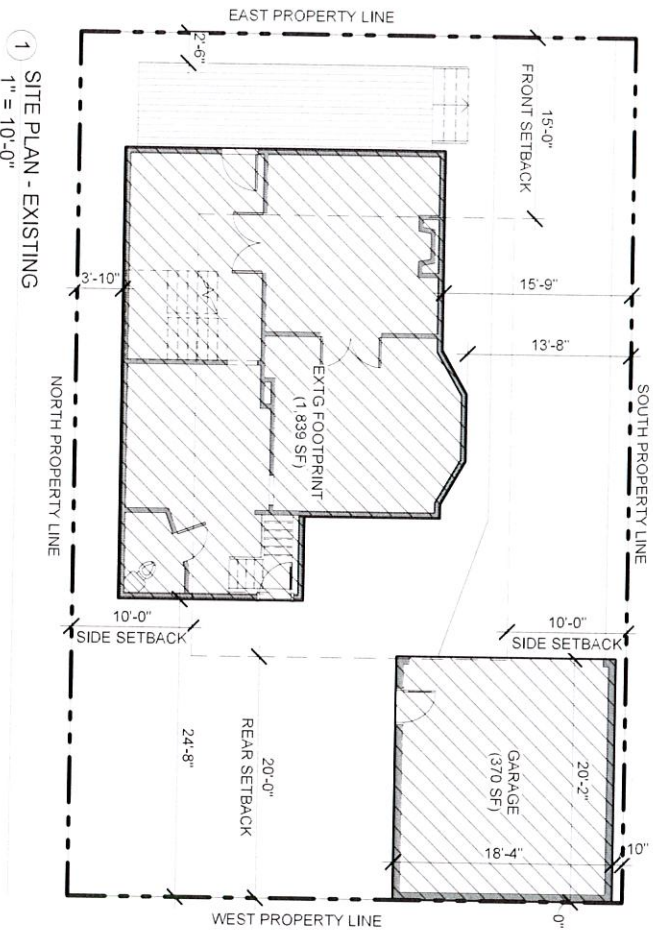 EAST PROPERTY LINE
2'-6"
FRONT SETBACK
15'-0"
15'-9"
13'-8"
3'-10"
EXTG FOOTPRINT
(1,839 SF)
NORTH PROPERTY LINE
SOUTH PROPERTY LINE
10'-0"
SIDE SETBACK
10'-0"
SIDE SETBACK
24'-8"
REAR SETBACK
20'-0"
GARAGE
(370 SF)
20'-2"
18'-4"
10"
0"
WEST PROPERTY LINE
1
SITE PLAN - EXISTING
1" = 10'-0"